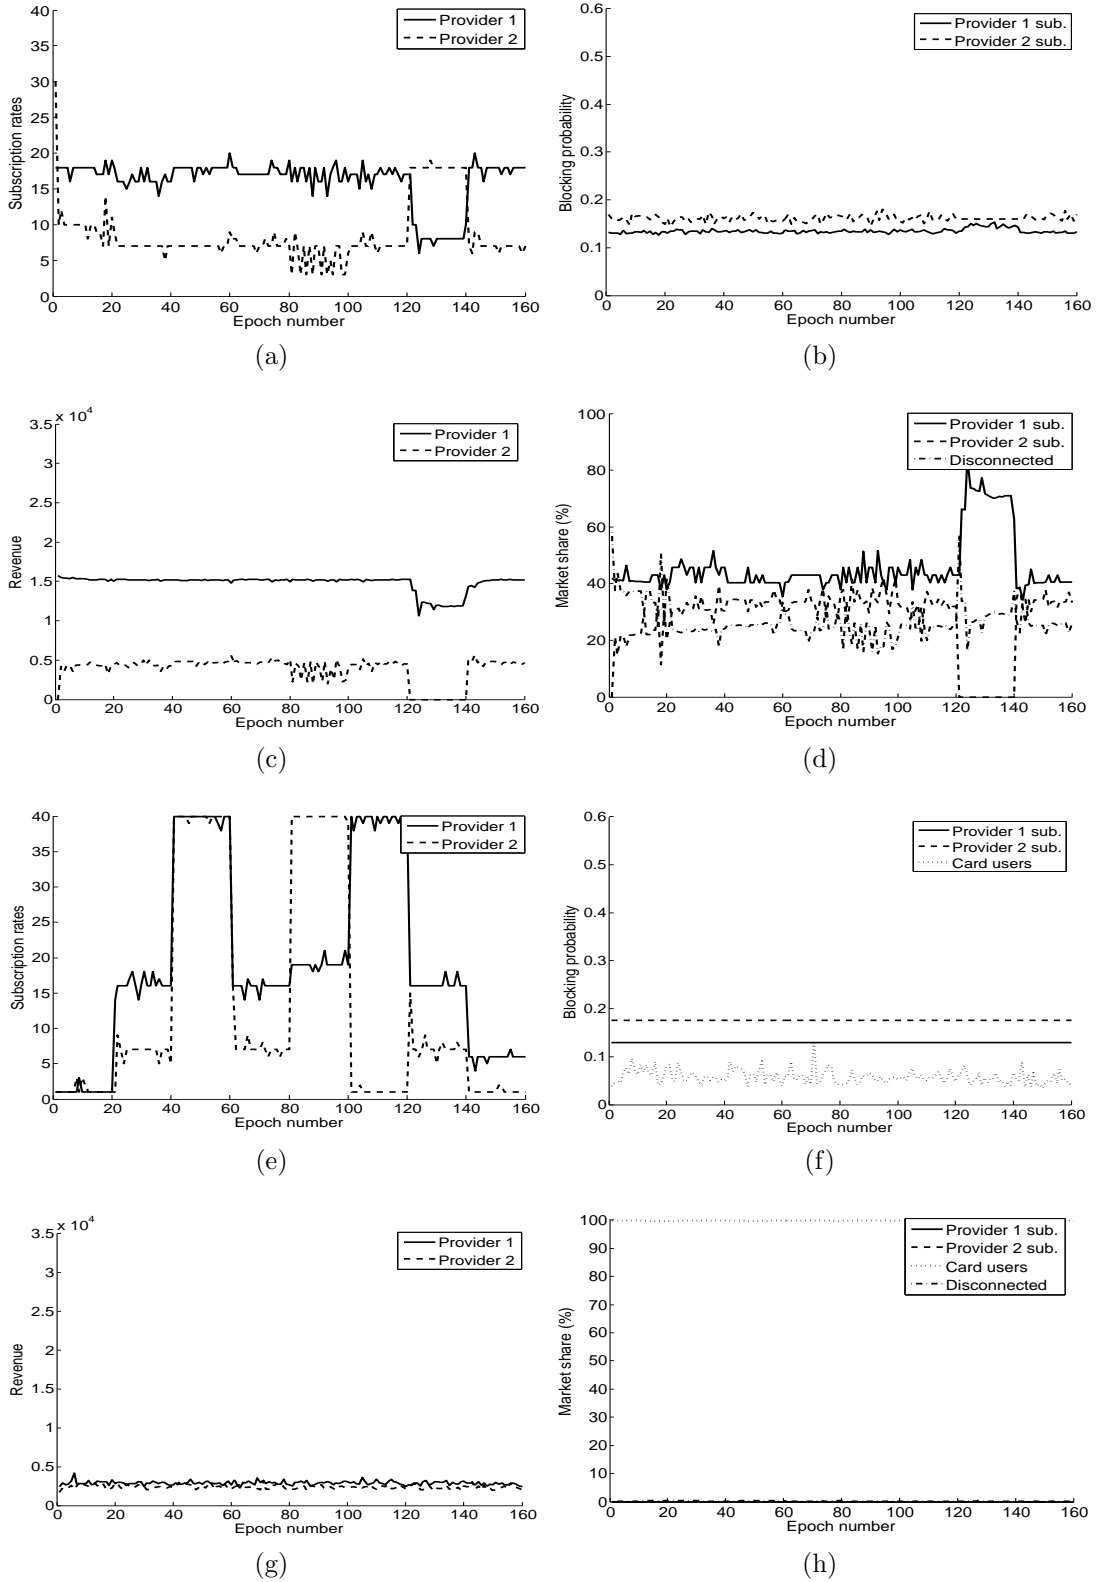 40
35
30
25
20
15
10
5
0
Subscription rates
0 20 40 60 80 100 120 140 160
Epoch number
Provider 1
Provider 2
(a)
0.6
0.5
0.4
0.3
0.2
0.1
0
Blocking probability
0 20 40 60 80 100 120 140 160
Epoch number
Provider 1 sub.
Provider 2 sub.
(b)
x 10^4
3.5
3
2.5
2
1.5
1
0.5
0
Revenue
0 20 40 60 80 100 120 140 160
Epoch number
Provider 1
Provider 2
(c)
100
80
60
40
20
0
Market share (%)
0 20 40 60 80 100 120 140 160
Epoch number
Provider 1 sub.
Provider 2 sub.
Disconnected
(d)
40
35
30
25
20
15
10
5
0
Subscription rates
0 20 40 60 80 100 120 140 160
Epoch number
Provider 1
Provider 2
(e)
0.6
0.5
0.4
0.3
0.2
0.1
0
Blocking probability
0 20 40 60 80 100 120 140 160
Epoch number
Provider 1 sub.
Provider 2 sub.
Card users
(f)
x 10^4
3.5
3
2.5
2
1.5
1
0.5
0
Revenue
0 20 40 60 80 100 120 140 160
Epoch number
Provider 1
Provider 2
(g)
100
90
80
70
60
50
40
30
20
10
0
Market share (%)
0 20 40 60 80 100 120 140 160
Epoch number
Provider 1 sub.
Provider 2 sub.
Card users
Disconnected
(h)